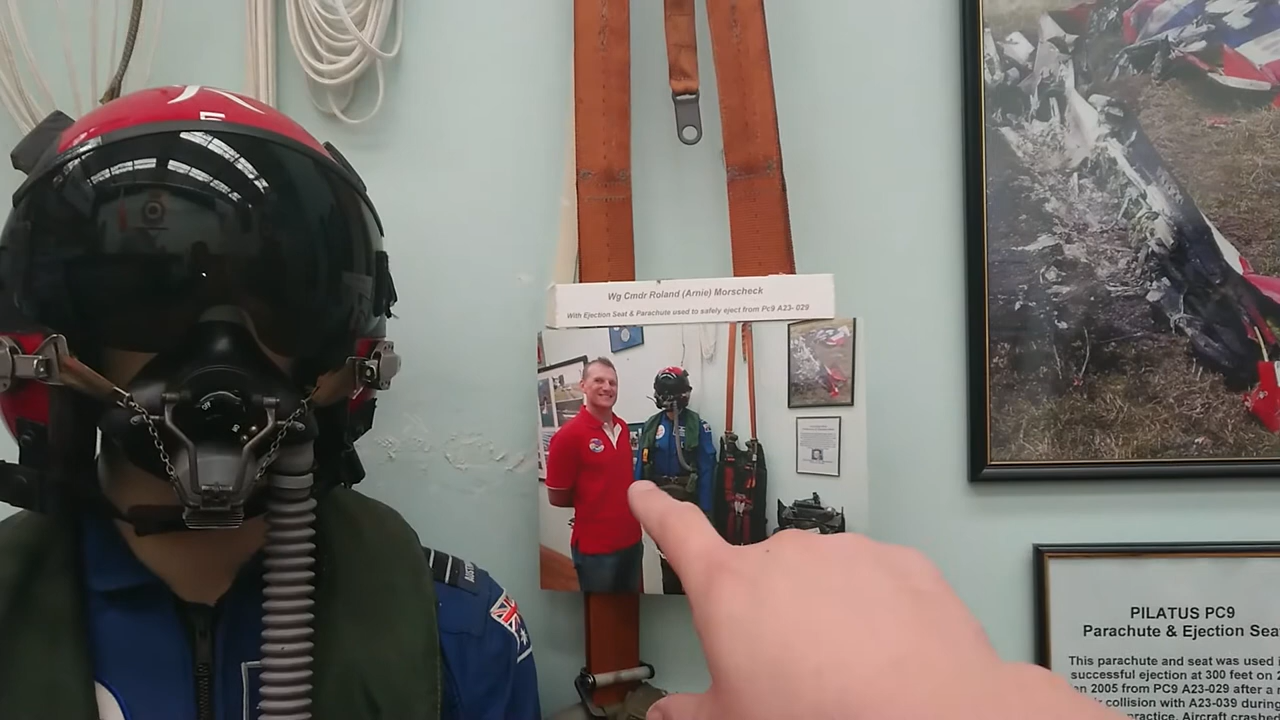 Wg Cmdr Roland (Arnie) Morscheck
With Ejection Seat & Parachute used to safely eject from Pc9 A23- 029
PILATUS PC9
Parachute & Ejection Sea
This parachute and seat was used
successful ejection at 300 feet on 2
on 2005 from PC9 A23-029 after a
collision with A23-039 during
practice. Aircraft crashe